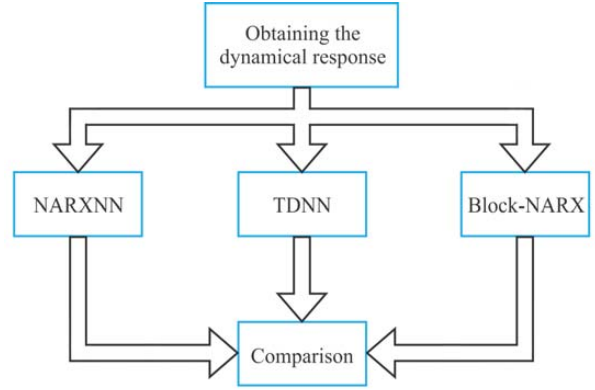 Obtaining the
dynamical response
NARXNN
TDNN
Block-NARX
Comparison